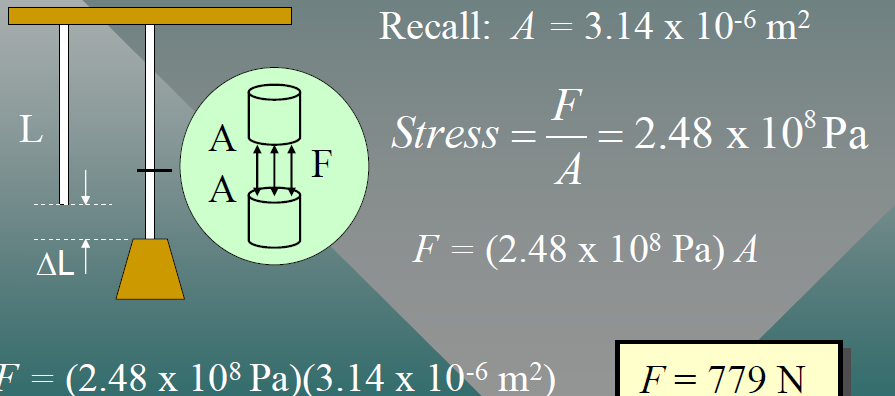 Recall: A = 3.14 x 10⁻⁶ m²
L
A
A
F
Stress = F/A = 2.48 x 10⁸ Pa
F = (2.48 x 10⁸ Pa) A
ΔL
F = (2.48 x 10⁸ Pa)(3.14 x 10⁻⁶ m²)
F = 779 N